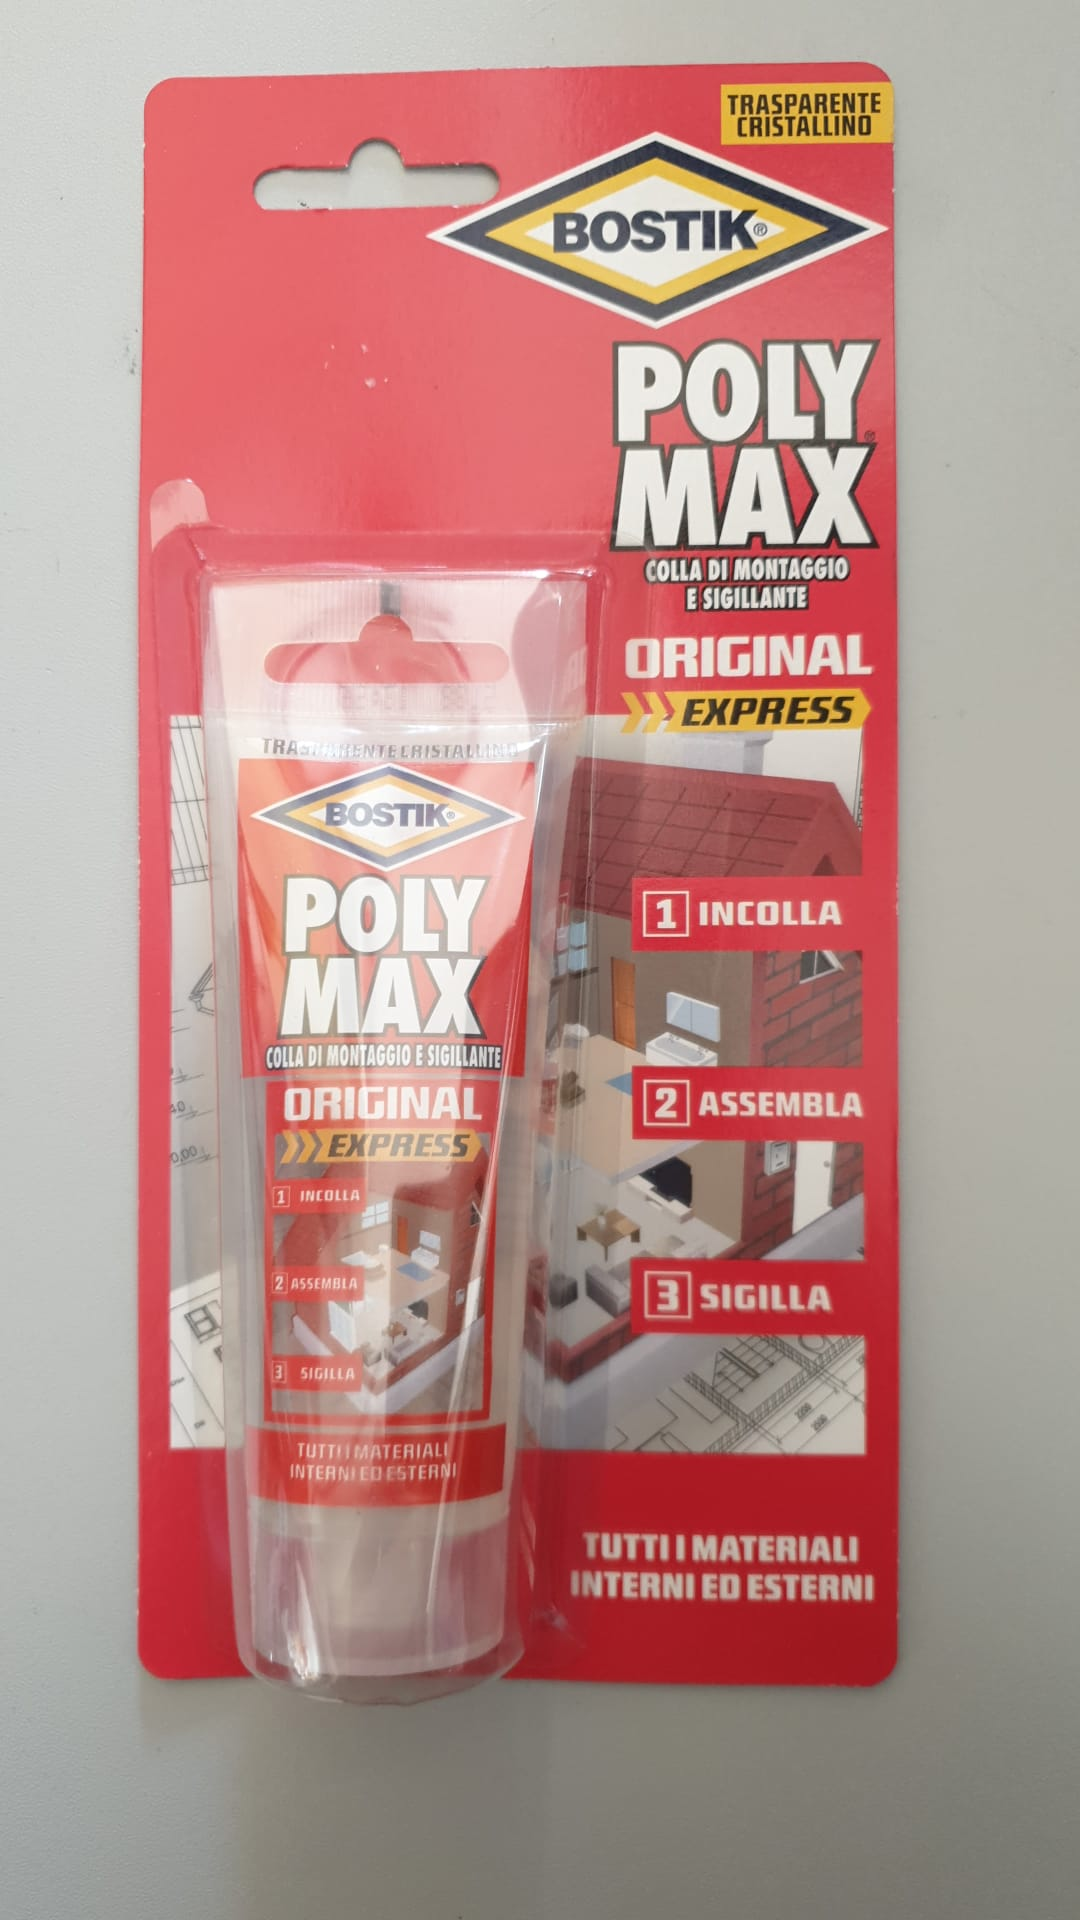 TRASPARENTE
CRISTALLINO
BOSTIK®
POLY
MAX®
COLLA DI MONTAGGIO
E SIGILLANTE
ORIGINAL
EXPRESS
1 INCOLLA
2 ASSEMBLA
3 SIGILLA
TUTTI I MATERIALI
INTERNI ED ESTERNI
TRASPARENTE CRISTALLINO
BOSTIK®
POLY
MAX
COLLA DI MONTAGGIO E SIGILLANTE
ORIGINAL
EXPRESS
1 INCOLLA
2 ASSEMBLA
3 SIGILLA
TUTTI I MATERIALI
INTERNI ED ESTERNI